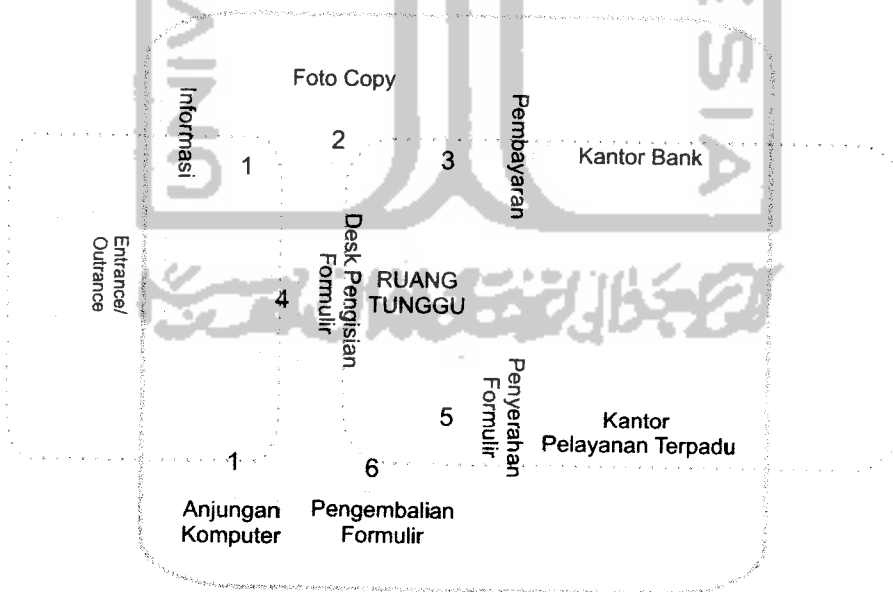 Foto Copy
Informasi
1
2
3
Pembayaran
Kantor Bank
Entrance/
Outrance
4
Desk Pengisian
Formulir
RUANG
TUNGGU
5
Penyerahan
Formulir
Kantor
Pelayanan Terpadu
1
6
Anjungan
Komputer
Pengembalian
Formulir